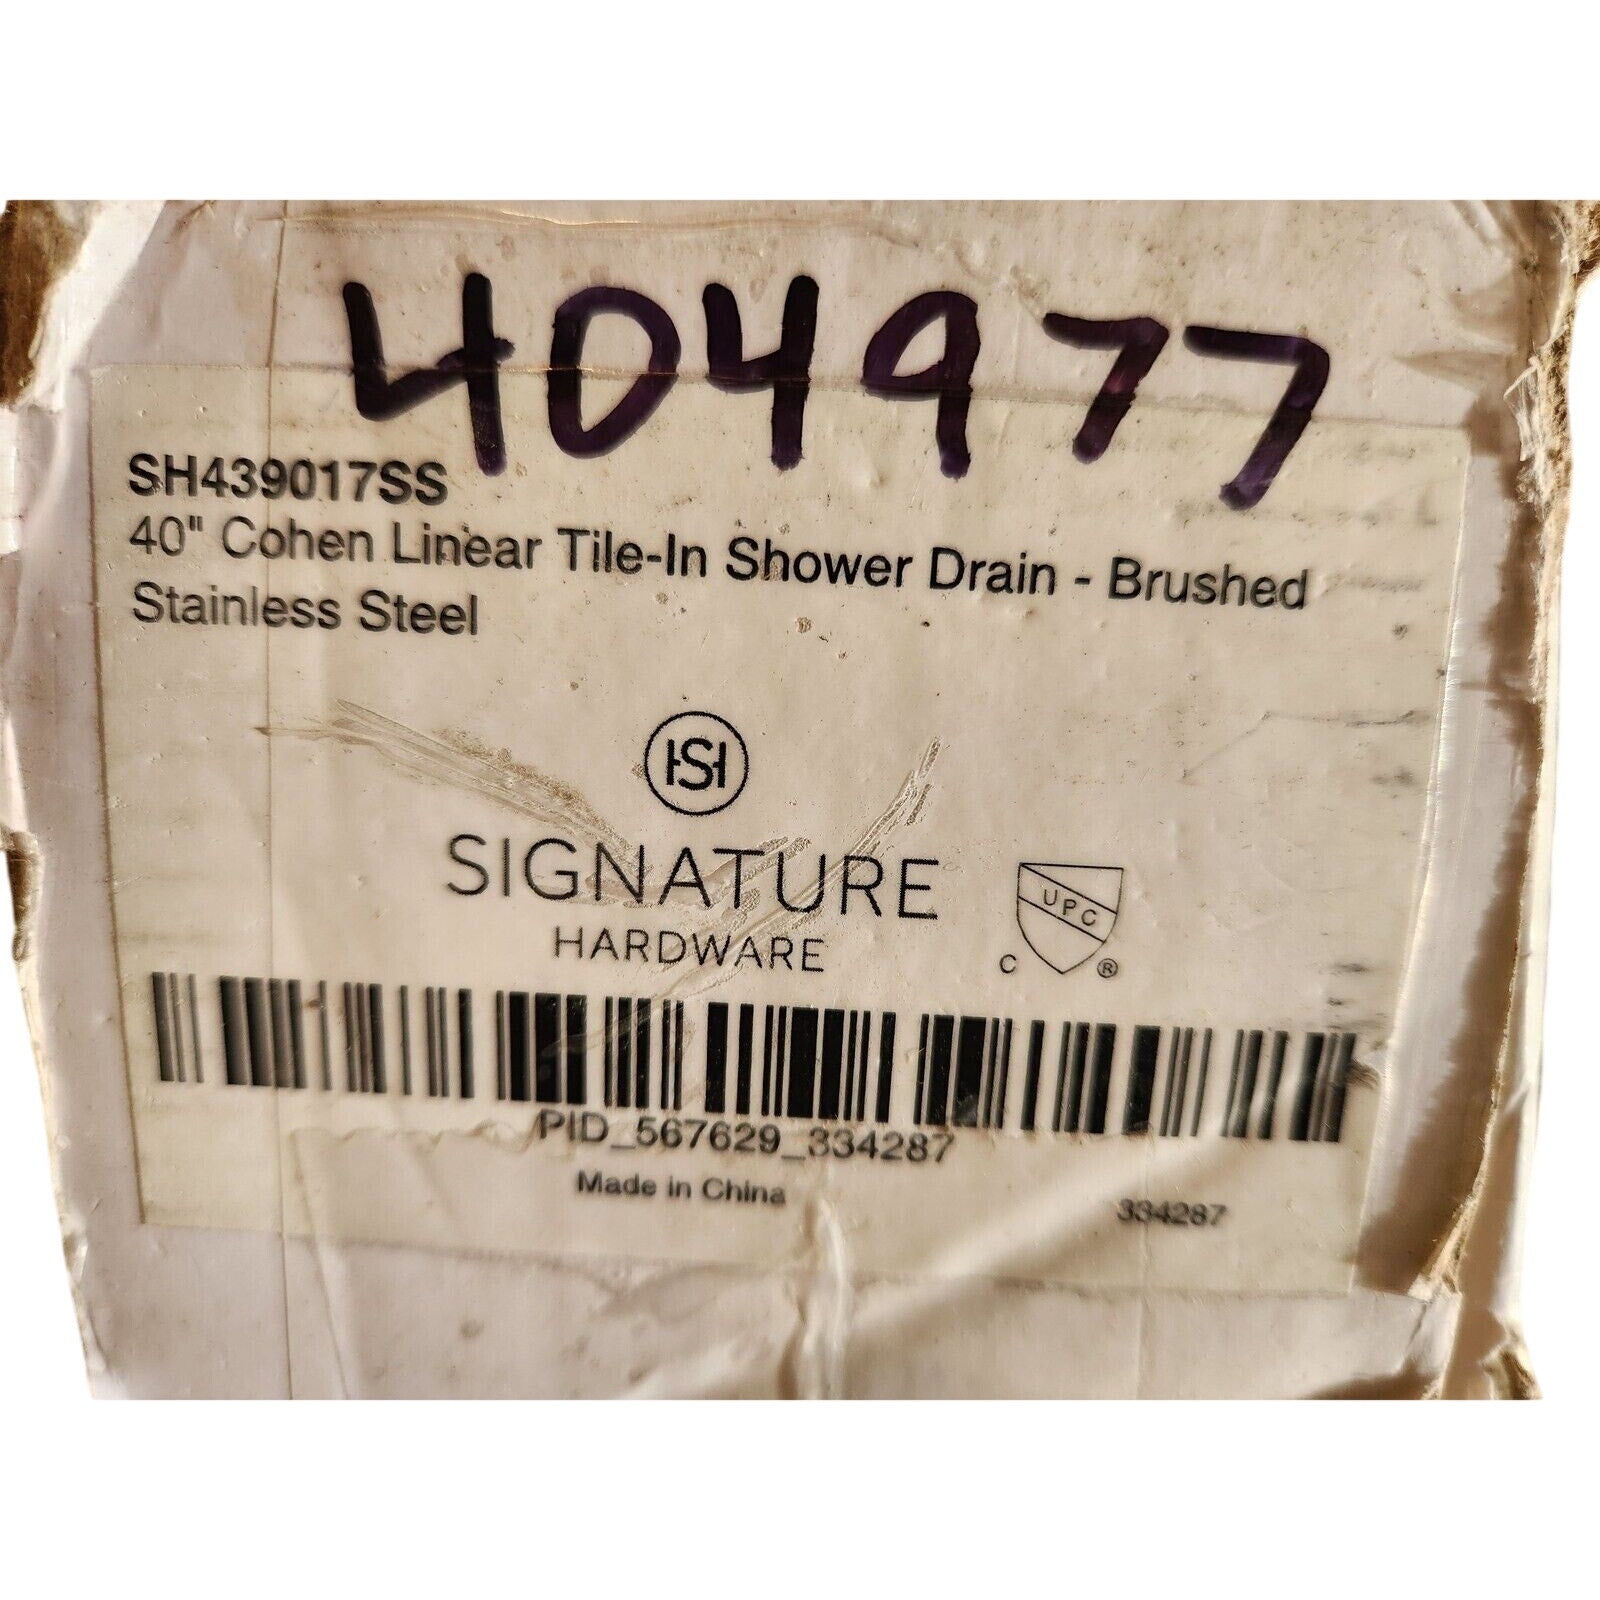 404977
SH439017SS
40" Cohen Linear Tile-In Shower Drain - Brushed
Stainless Steel
HSH
SIGNATURE
HARDWARE
UPC
C ®
PID_567629_334287
Made in China
334287